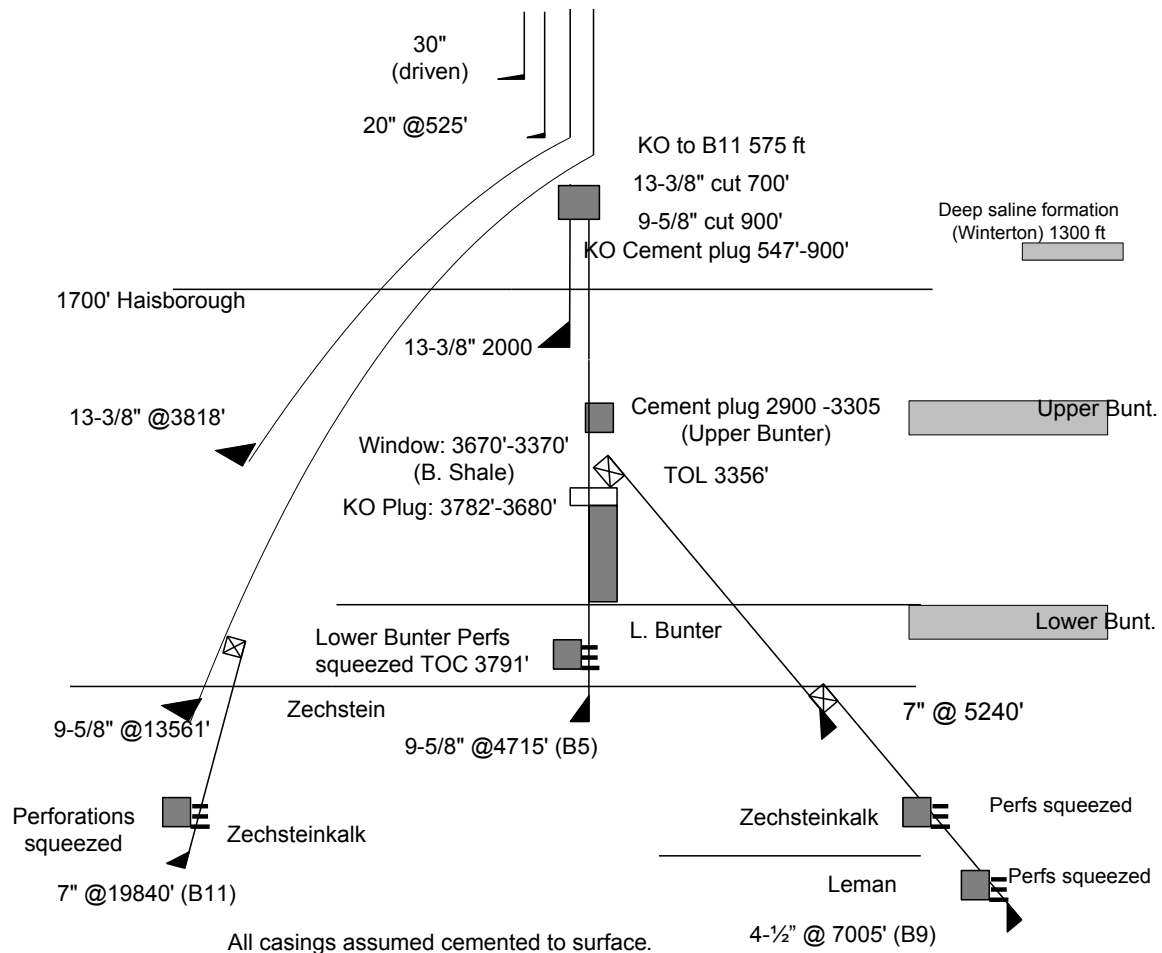 30"
(driven)
20" @525'
KO to B11 575 ft
13-3/8" cut 700'
9-5/8" cut 900'
KO Cement plug 547'-900'
Deep saline formation
(Winterton) 1300 ft
1700' Haisborough
13-3/8" 2000
13-3/8" @3818'
Cement plug 2900 -3305
(Upper Bunter)
Upper Bunt.
Window: 3670'-3370'
(B. Shale)
TOL 3356'
KO Plug: 3782'-3680'
Lower Bunter Perfs
squeezed TOC 3791'
L. Bunter
Lower Bunt.
Zechstein
9-5/8" @13561'
9-5/8" @4715' (B5)
7" @ 5240'
Perforations
squeezed
Zechsteinkalk
Zechsteinkalk
Perfs squeezed
7" @19840' (B11)
Leman
Perfs squeezed
4-½” @ 7005' (B9)
All casings assumed cemented to surface.